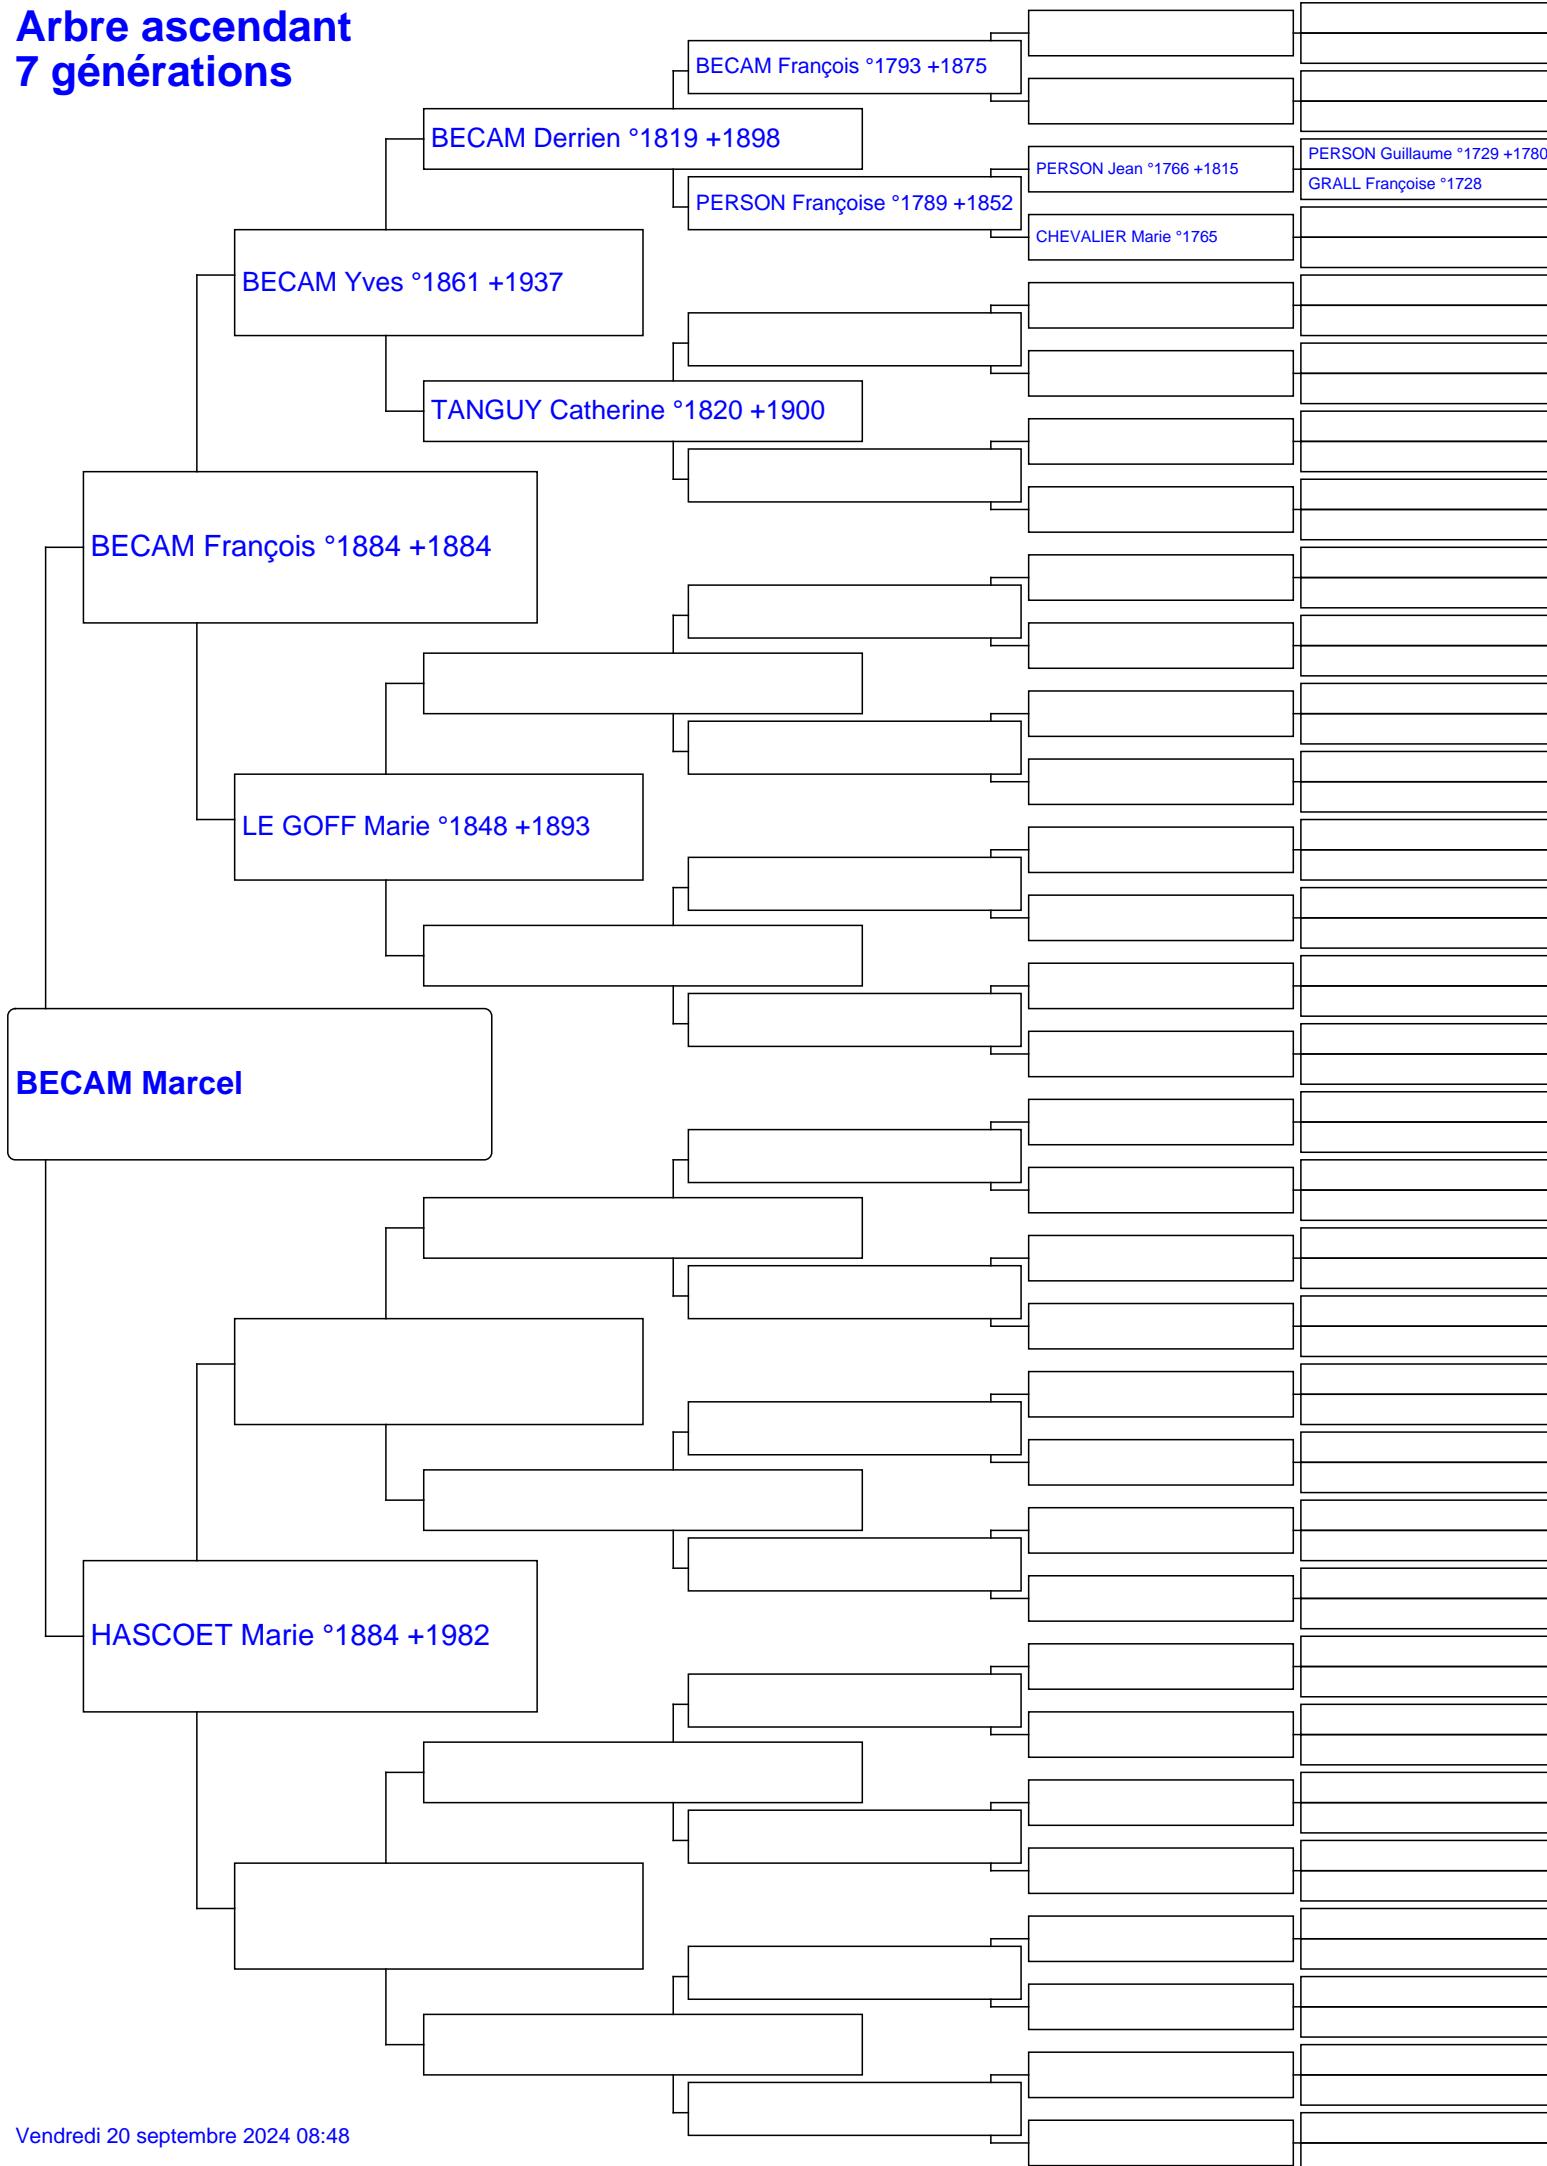 Arbre ascendant
7 générations
BECAM François °1793 +1875
BECAM Derrien °1819 +1898
PERSON Guillaume °1729 +1780
PERSON Jean °1766 +1815
GRALL Françoise °1728
PERSON Françoise °1789 +1852
CHEVALIER Marie °1765
BECAM Yves °1861 +1937
TANGUY Catherine °1820 +1900
BECAM François °1884 +1884
LE GOFF Marie °1848 +1893
BECAM Marcel
HASCOET Marie °1884 +1982
Vendredi 20 septembre 2024 08:48